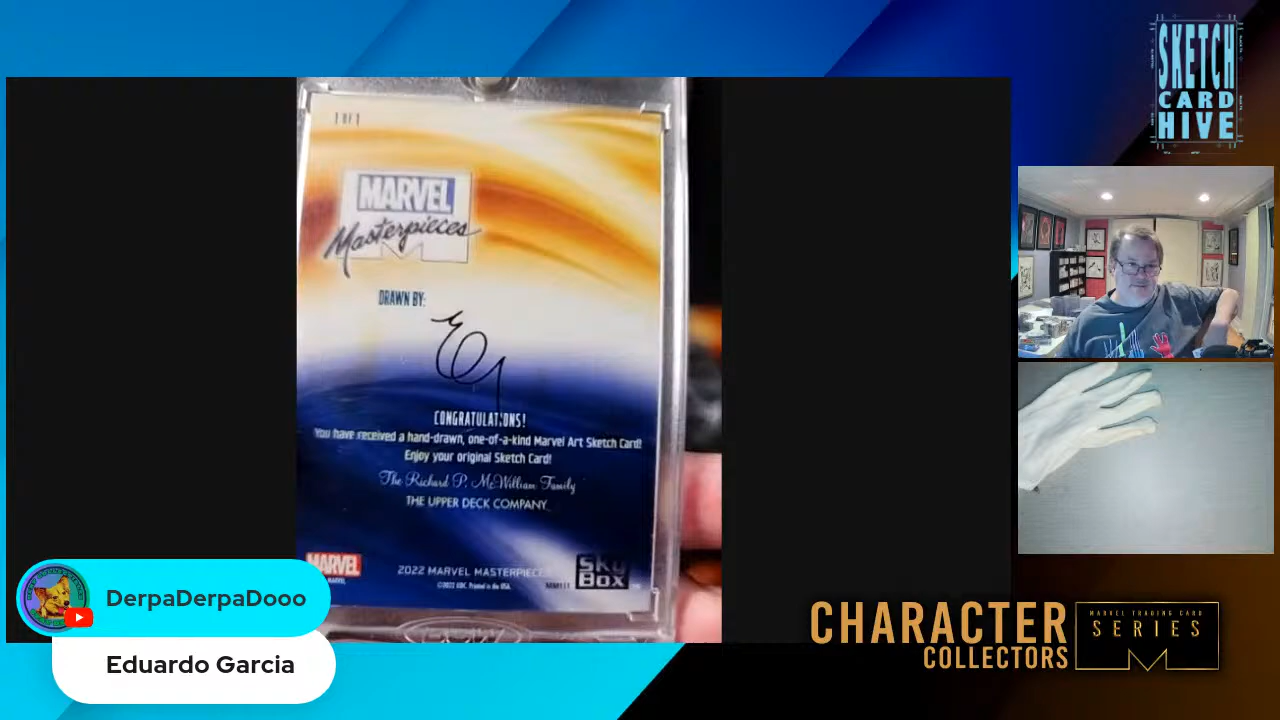 SKETCH
CARD
HIVE
1 OF 1
MARVEL
Masterpieces
DRAWN BY:
CONGRATULATIONS!
You have received a hand-drawn, one-of-a-kind Marvel Art Sketch Card!
Enjoy your original Sketch Card!
The Richard P. McWilliam Family
THE UPPER DECK COMPANY
MARVEL
2022 MARVEL MASTERPIECES
SKY
BOX
DerpaDerpaDooo
Eduardo Garcia
CHARACTER
COLLECTORS
MARVEL TRADING CARD
SERIES